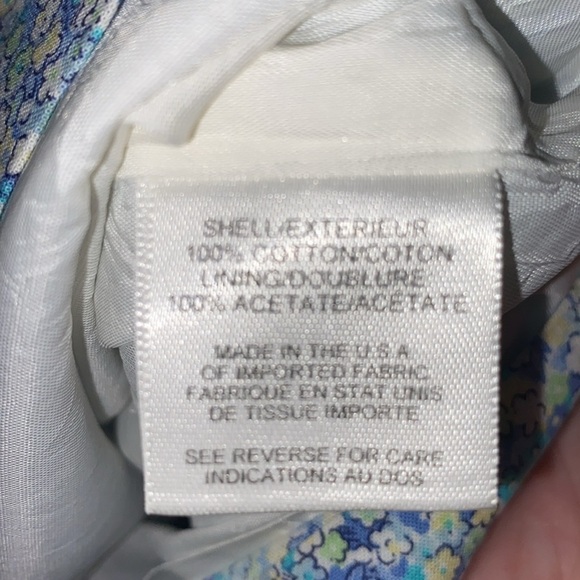 SHELL/EXTERIEUR
100% COTTON/COTON
LINING/DOUBLURE
100% ACETATE/ACETATE
MADE IN THE U.S.A
OF IMPORTED FABRIC
FABRIQUE EN STAT UNIS
DE TISSUE IMPORTE
SEE REVERSE FOR CARE
INDICATIONS AU DOS